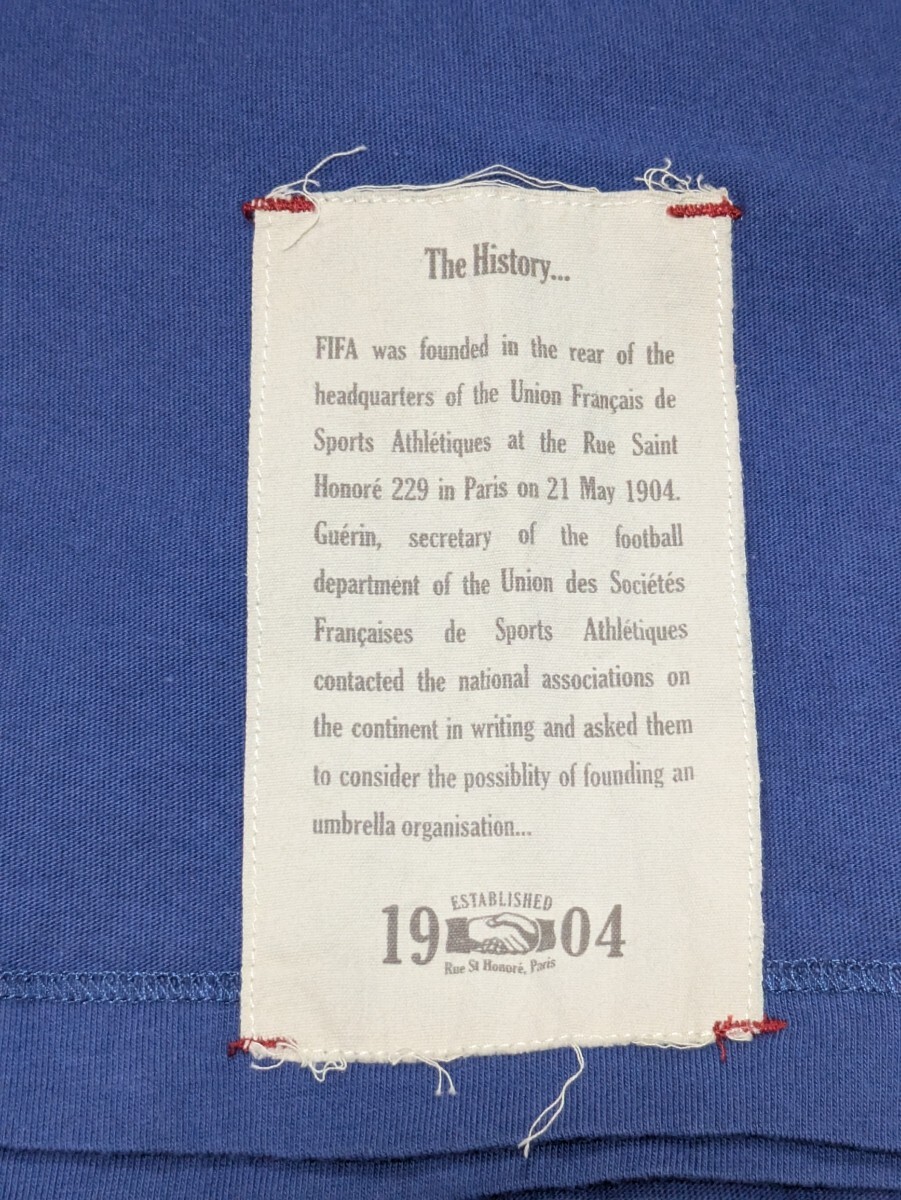 The History...
FIFA was founded in the rear of the
headquarters of the Union Français de
Sports Athlétiques at the Rue Saint
Honoré 229 in Paris on 21 May 1904.
Guérin, secretary of the football
department of the Union des Sociétés
Françaises de Sports Athlétiques
contacted the national associations on
the continent in writing and asked them
to consider the possiblity of founding an
umbrella organisation...
ESTABLISHED
19 04
Rue St Honoré, Paris